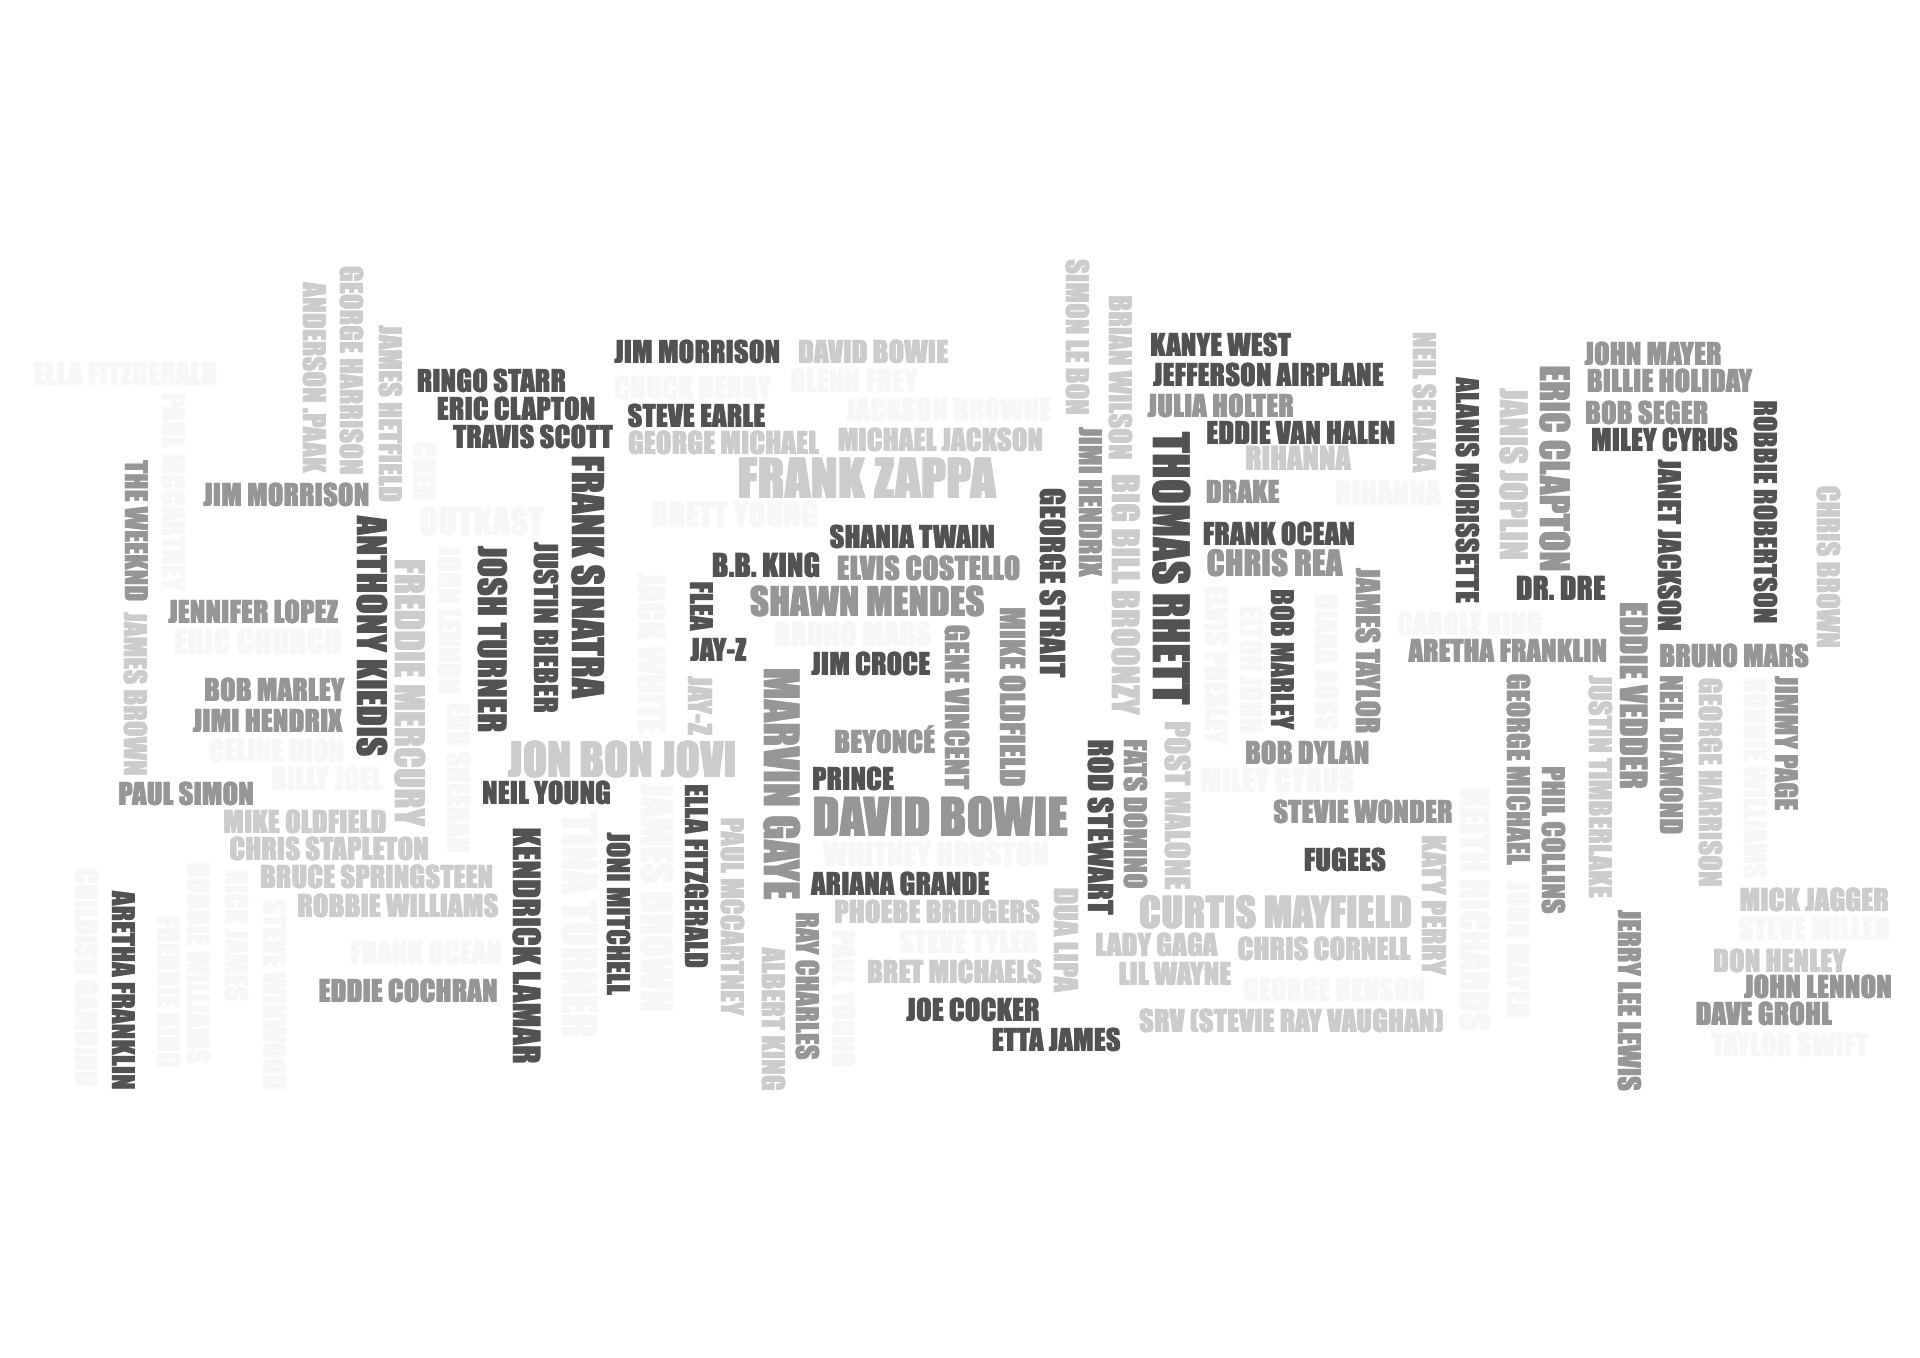 SIMON LE BON
GEORGE HARRISON
ANDERSON .PAAK
BRIAN WILSON
JAMES HETFIELD
KANYE WEST
NEIL SEDAKA
JIM MORRISON
DAVID BOWIE
JOHN MAYER
ELLA FITZGERALD
JEFFERSON AIRPLANE
ERIC CLAPTON
RINGO STARR
CHUCK BERRY
GLENN FREY
BILLIE HOLIDAY
ALANIS MORISSETTE
JANIS JOPLIN
PAUL MCCARTNEY
ERIC CLAPTON
STEVE EARLE
JACKSON BROWNE
JULIA HOLTER
BOB SEGER
ROBBIE ROBERTSON
TRAVIS SCOTT
GEORGE MICHAEL
MICHAEL JACKSON
JIMI HENDRIX
THOMAS RHETT
EDDIE VAN HALEN
MILEY CYRUS
CHER
RIHANNA
THE WEEKND
FRANK SINATRA
FRANK ZAPPA
JANET JACKSON
JIM MORRISON
BIG BILL BROONZY
DRAKE
RIHANNA
CHRIS BROWN
GEORGE STRAIT
OUTKAST
BRETT YOUNG
ANTHONY KIEDIS
SHANIA TWAIN
FRANK OCEAN
JOHN LENNON
JOSH TURNER
JUSTIN BIEBER
B.B. KING
ELVIS COSTELLO
CHRIS REA
FREDDIE MERCURY
JACK WHITE
JAMES TAYLOR
DR. DRE
FLEA
SHAWN MENDES
ELVIS PRESLEY
BOB MARLEY
DIANA ROSS
JENNIFER LOPEZ
JAMES BROWN
MIKE OLDFIELD
ELTON JOHN
EDDIE VEDDER
ERIC CHURCH
BRUNO MARS
GENE VINCENT
CAROLE KING
JAY-Z
JIM CROCE
ARETHA FRANKLIN
BRUNO MARS
MARVIN GAYE
JAY-Z
BOB MARLEY
GEORGE MICHAEL
JUSTIN TIMBERLAKE
NEIL DIAMOND
GEORGE HARRISON
ROBBIE WILLIAMS
JIMMY PAGE
JIMI HENDRIX
ED SHEERAN
BEYONCÉ
POST MALONE
CELINE DION
JON BON JOVI
ROD STEWART
FATS DOMINO
BOB DYLAN
BILLY JOEL
PRINCE
MILEY CYRUS
PHIL COLLINS
PAUL SIMON
NEIL YOUNG
JAMES BROWN
ELLA FITZGERALD
DAVID BOWIE
STEVIE WONDER
KEITH RICHARDS
MIKE OLDFIELD
TINA TURNER
PAUL MCCARTNEY
KENDRICK LAMAR
JONI MITCHELL
CHRIS STAPLETON
WHITNEY HOUSTON
FUGEES
KATY PERRY
BRUCE SPRINGSTEEN
CHILDISH GAMBINO
ROBBIE WILLIAMS
RICK JAMES
ARIANA GRANDE
JOHN MAYER
ARETHA FRANKLIN
ROBBIE WILLIAMS
STEVE WINWOOD
DUA LIPA
MICK JAGGER
FREDDIE KING
RAY CHARLES
PHOEBE BRIDGERS
CURTIS MAYFIELD
JERRY LEE LEWIS
STEVE MILLER
PAUL YOUNG
STEVE TYLER
FRANK OCEAN
ALBERT KING
LADY GAGA
CHRIS CORNELL
DON HENLEY
BRET MICHAELS
LIL WAYNE
EDDIE COCHRAN
GEORGE BENSON
JOHN LENNON
JOE COCKER
SRV (STEVIE RAY VAUGHAN)
DAVE GROHL
ETTA JAMES
TAYLOR SWIFT